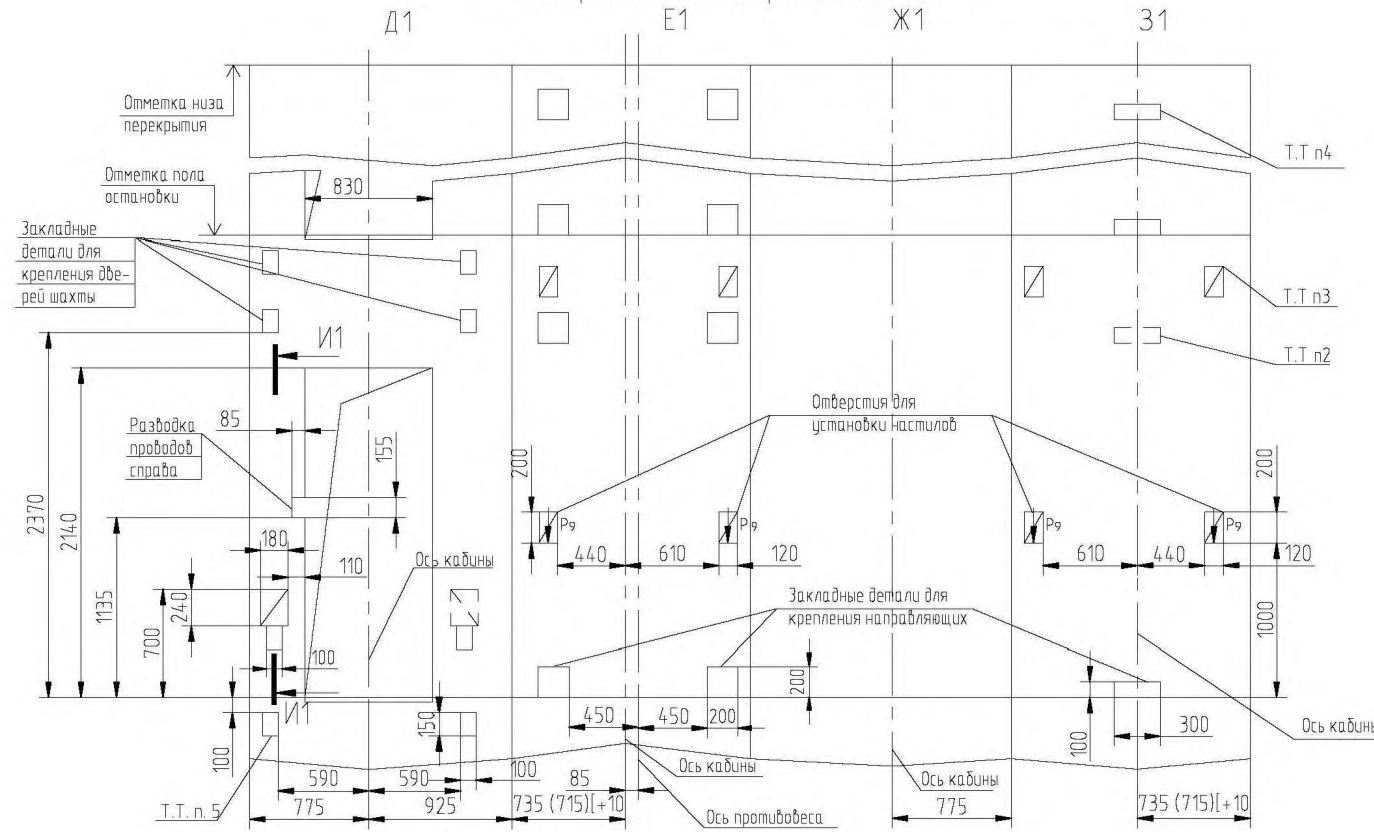 Д1
Е1
Ж1
З1
Отметка низа
перекрытия
Т.Т п4
Отметка пола
остановки
830
Закладные
детали для
крепления две-
рей шахты
Т.Т п3
И1
Т.Т п2
Отверстия для
установки настилов
85
Разводка
проводов
справа
155
200
200
2370
2140
Р9
Р9
Р9
Р9
180
440
610
120
610
440
120
110
Ось кабины
1135
240
700
Закладные детали для
крепления направляющих
1000
100
200
И1
150
450
450
200
100
300
Ось кабины
100
590
590
100
Ось кабины
Ось кабины
85
Т.Т. п. 5
775
925
735 (715)[+10
Ось противовеса
775
735 (715)[+10